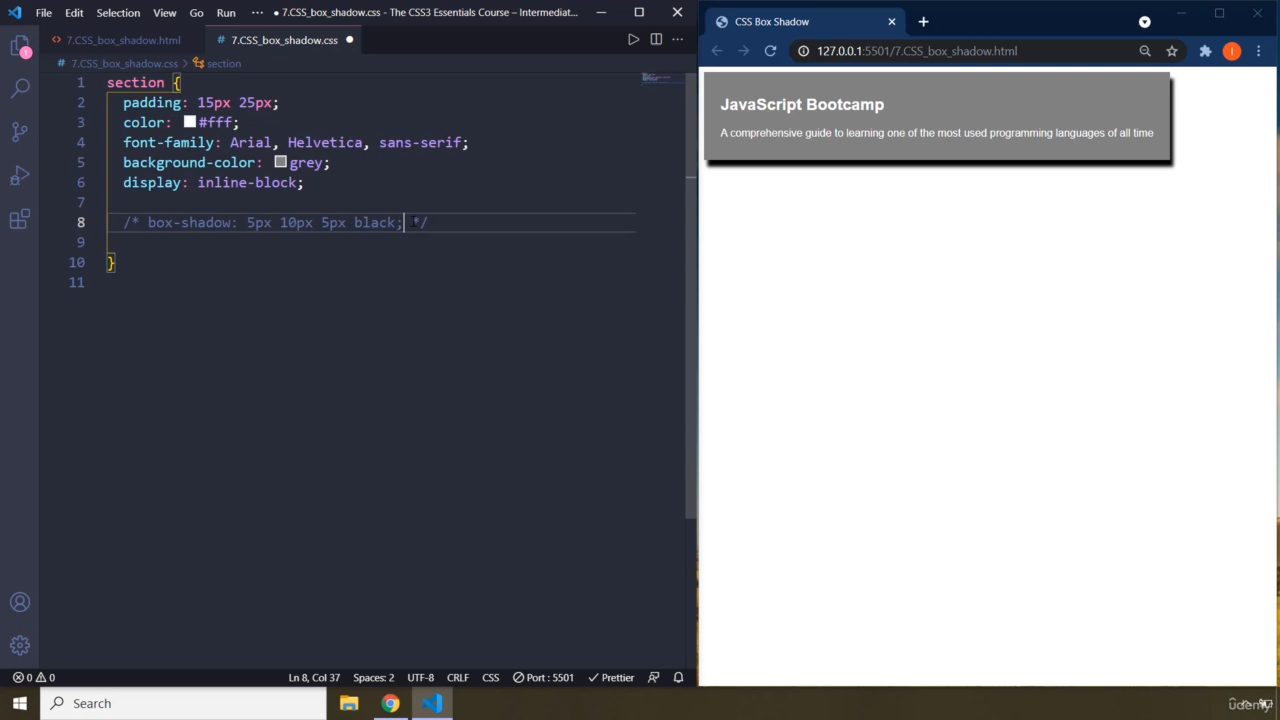 File Edit Selection View Go Run ··· ● 7.CSS_box_shadow.css - The CSS3 Essentials Course – Intermediat...
7.CSS_box_shadow.html
# 7.CSS_box_shadow.css ●
# 7.CSS_box_shadow.css > section
1 section {
2 padding: 15px 25px;
3 color: #fff;
4 font-family: Arial, Helvetica, sans-serif;
5 background-color: grey;
6 display: inline-block;
7
8 /* box-shadow: 5px 10px 5px black; */
9
10 }
11
1
0 0 Ln 8, Col 37 Spaces: 2 UTF-8 CRLF CSS Port : 5501 Prettier
CSS Box Shadow
127.0.0.1:5501/7.CSS_box_shadow.html
I
JavaScript Bootcamp
A comprehensive guide to learning one of the most used programming languages of all time
Search
udemy